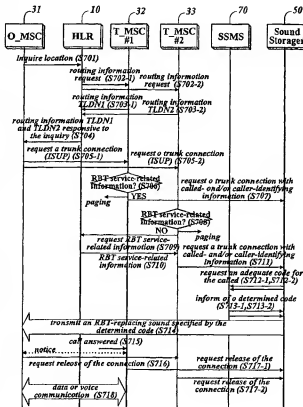 31
10
32
33
70
50
O_MSC
HLR
T_MSC
#1
T_MSC
#2
SSMS
Sound
Storages
inquire location (S701)
routing information
request (S702-1)
routing information
request (S702-2)
routing information
TLDN1 (S703-1)
routing information
TLDN2 (S703-2)
routing information TLDN1
and TLDN2 responsive to
the inquiry (S704)
request a trunk connection
(ISUP) (S705-1)
request o trunk connection
(ISUP) (S705-2)
RBT service-related
information? (S706)
YES
paging
request o trunk connection with
called- and/or caller-identifying
information (S707)
RBT service-related
information? (S708)
NO
paging
request RBT service-
related information (S709)
RBT service-related
information (S710)
request a trunk connection with
called- and/or caller-identifying
information (S711)
request an adequate code for
the called (S712-1,S712-2)
inform of a determined code
(S713-1,S713-2)
transmit an RBT-replacing sound specified by the
determined code (S714)
call answered (S715)
notice
request release of the connection (S716)
request release of
the connection (S717-1)
request release of
the connection (S717-2)
data or voice
communication (S718)